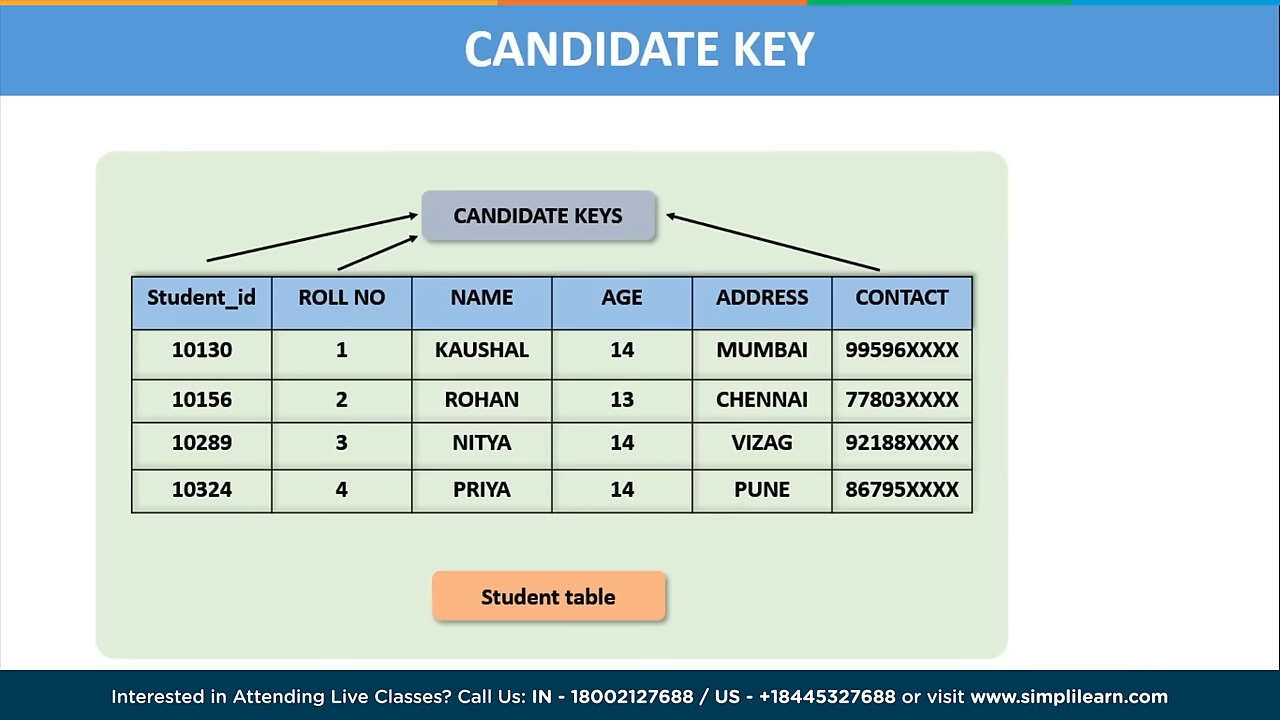 CANDIDATE KEY
CANDIDATE KEYS
Student_id ROLL NO NAME AGE ADDRESS CONTACT
10130 1 KAUSHAL 14 MUMBAI 99596XXXX
10156 2 ROHAN 13 CHENNAI 77803XXXX
10289 3 NITYA 14 VIZAG 92188XXXX
10324 4 PRIYA 14 PUNE 86795XXXX
Student table
Interested in Attending Live Classes? Call Us: IN - 18002127688 / US - +18445327688 or visit www.simplilearn.com